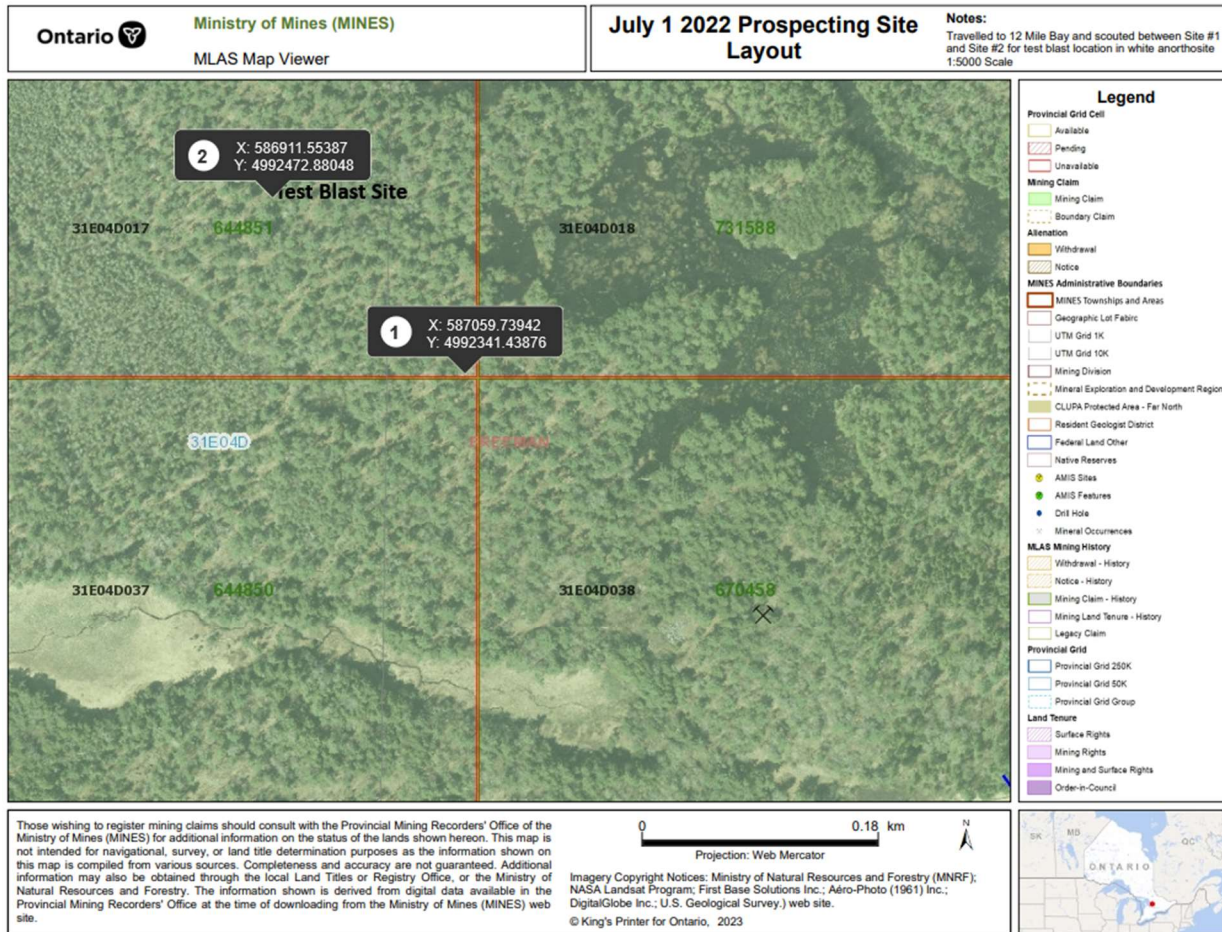 Ontario
Ministry of Mines (MINES)
MLAS Map Viewer
July 1 2022 Prospecting Site
Layout
Notes:
Travelled to 12 Mile Bay and scouted between Site #1
and Site #2 for test blast location in white anorthosite
1:5000 Scale
2
X: 586911.55387
Y: 4992472.88048
Test Blast Site
31E04D017
644851
31E04D018
731588
1
X: 587059.73942
Y: 4992341.43876
31E04D
31E04D037
644850
31E04D038
670458
Legend
Provincial Grid Cell
Available
Pending
Unavailable
Mining Claim
Mining Claim
Boundary Claim
Alienation
Withdrawal
Notice
MINES Administrative Boundaries
MINES Townships and Areas
Geographic Lot Fabirc
UTM Grid 1K
UTM Grid 10K
Mining Division
Mineral Exploration and Development Region
CLUPA Protected Area - Far North
Resident Geologist District
Federal Land Other
Native Reserves
AMIS Sites
AMIS Features
Drill Hole
Mineral Occurrences
MLAS Mining History
Withdrawal - History
Notice - History
Mining Claim - History
Mining Land Tenure - History
Legacy Claim
Provincial Grid
Provincial Grid 250K
Provincial Grid 50K
Provincial Grid Group
Land Tenure
Surface Rights
Mining Rights
Mining and Surface Rights
Order-in-Council
Those wishing to register mining claims should consult with the Provincial Mining Recorders' Office of the
Ministry of Mines (MINES) for additional information on the status of the lands shown hereon. This map is
not intended for navigational, survey, or land title determination purposes as the information shown on
this map is compiled from various sources. Completeness and accuracy are not guaranteed. Additional
information may also be obtained through the local Land Titles or Registry Office, or the Ministry of
Natural Resources and Forestry. The information shown is derived from digital data available in the
Provincial Mining Recorders' Office at the time of downloading from the Ministry of Mines (MINES) web
site.
0
0.18 km
N
Projection: Web Mercator
Imagery Copyright Notices: Ministry of Natural Resources and Forestry (MNRF);
NASA Landsat Program; First Base Solutions Inc.; Aéro-Photo (1961) Inc.;
DigitalGlobe Inc.; U.S. Geological Survey.) web site.
© King's Printer for Ontario, 2023
SK
MB
ONTARIO
QC